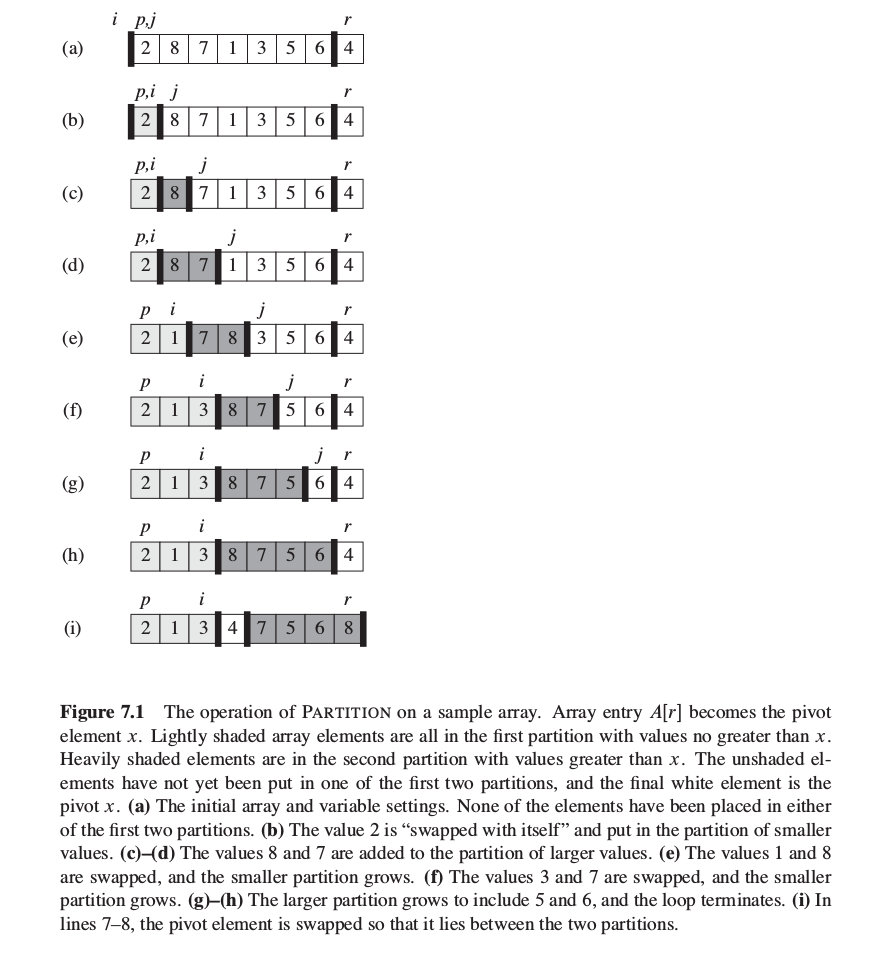 i p,j r
(a) 2 8 7 1 3 5 6 4
p,i j r
(b) 2 8 7 1 3 5 6 4
p,i j r
(c) 2 8 7 1 3 5 6 4
p,i j r
(d) 2 8 7 1 3 5 6 4
p i j r
(e) 2 1 7 8 3 5 6 4
p i j r
(f) 2 1 3 8 7 5 6 4
p i j r
(g) 2 1 3 8 7 5 6 4
p i r
(h) 2 1 3 8 7 5 6 4
p i r
(i) 2 1 3 4 7 5 6 8
Figure 7.1 The operation of PARTITION on a sample array. Array entry A[r] becomes the pivot
element x. Lightly shaded array elements are all in the first partition with values no greater than x.
Heavily shaded elements are in the second partition with values greater than x. The unshaded el-
ements have not yet been put in one of the first two partitions, and the final white element is the
pivot x. (a) The initial array and variable settings. None of the elements have been placed in either
of the first two partitions. (b) The value 2 is “swapped with itself” and put in the partition of smaller
values. (c)–(d) The values 8 and 7 are added to the partition of larger values. (e) The values 1 and 8
are swapped, and the smaller partition grows. (f) The values 3 and 7 are swapped, and the smaller
partition grows. (g)–(h) The larger partition grows to include 5 and 6, and the loop terminates. (i) In
lines 7–8, the pivot element is swapped so that it lies between the two partitions.